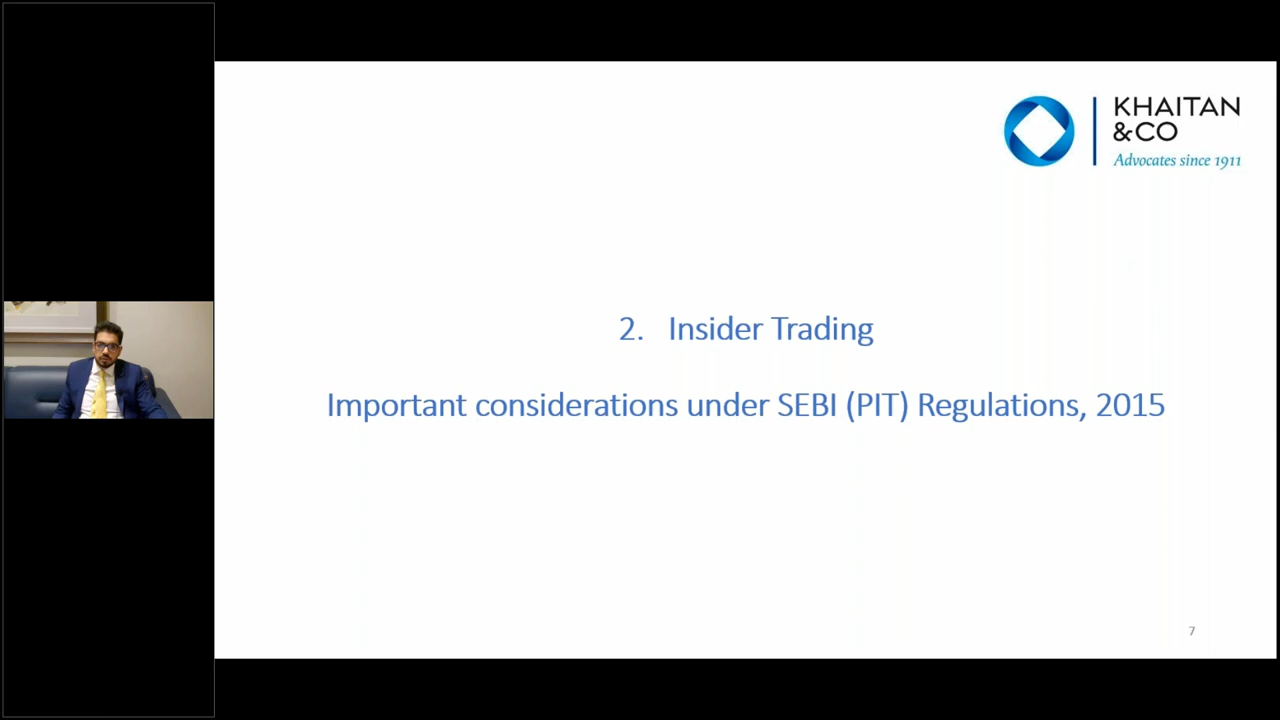 KHAITAN
&CO
Advocates since 1911
2. Insider Trading
Important considerations under SEBI (PIT) Regulations, 2015
7